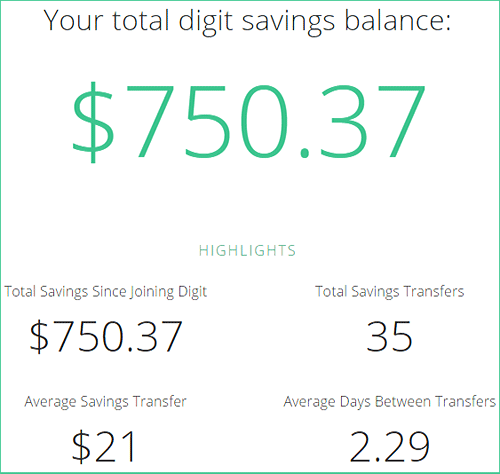 Your total digit savings balance:
$750.37
HIGHLIGHTS
Total Savings Since Joining Digit
$750.37
Total Savings Transfers
35
Average Savings Transfer
$21
Average Days Between Transfers
2.29